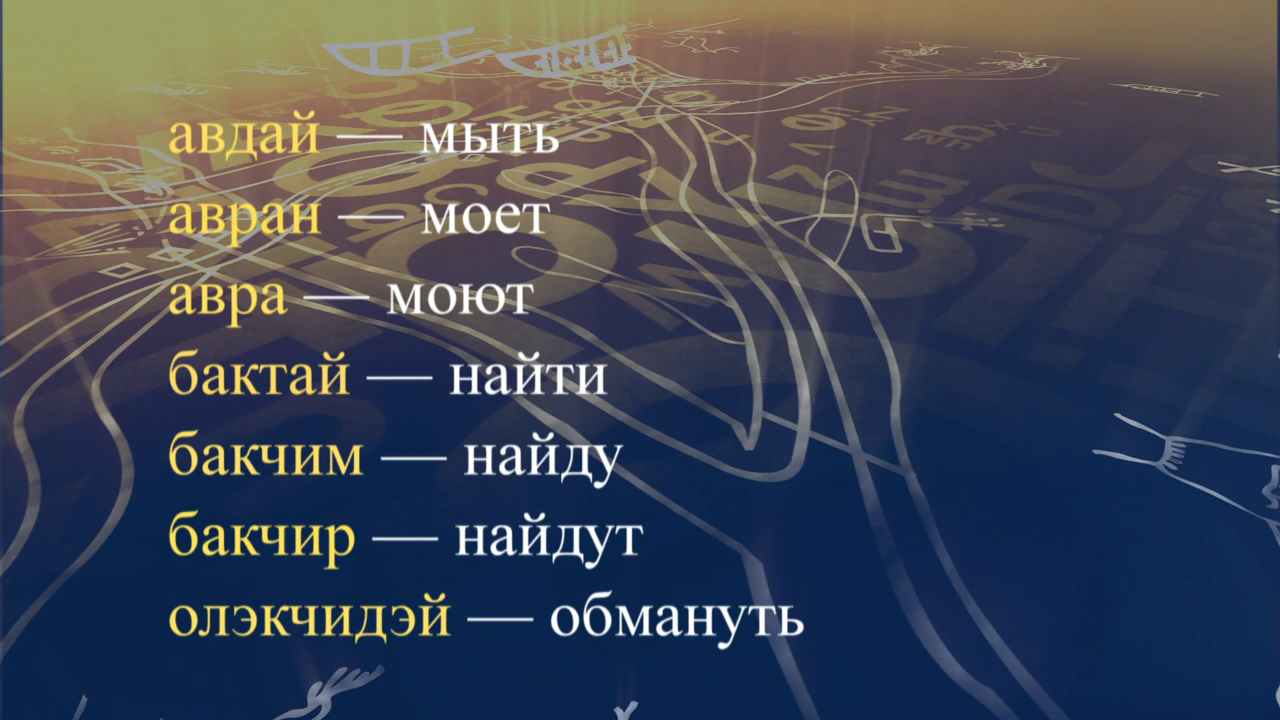 авдай — мыть
авран — моет
авра — моют
бактай — найти
бакчим — найду
бакчир — найдут
олэкчидэй — обмануть